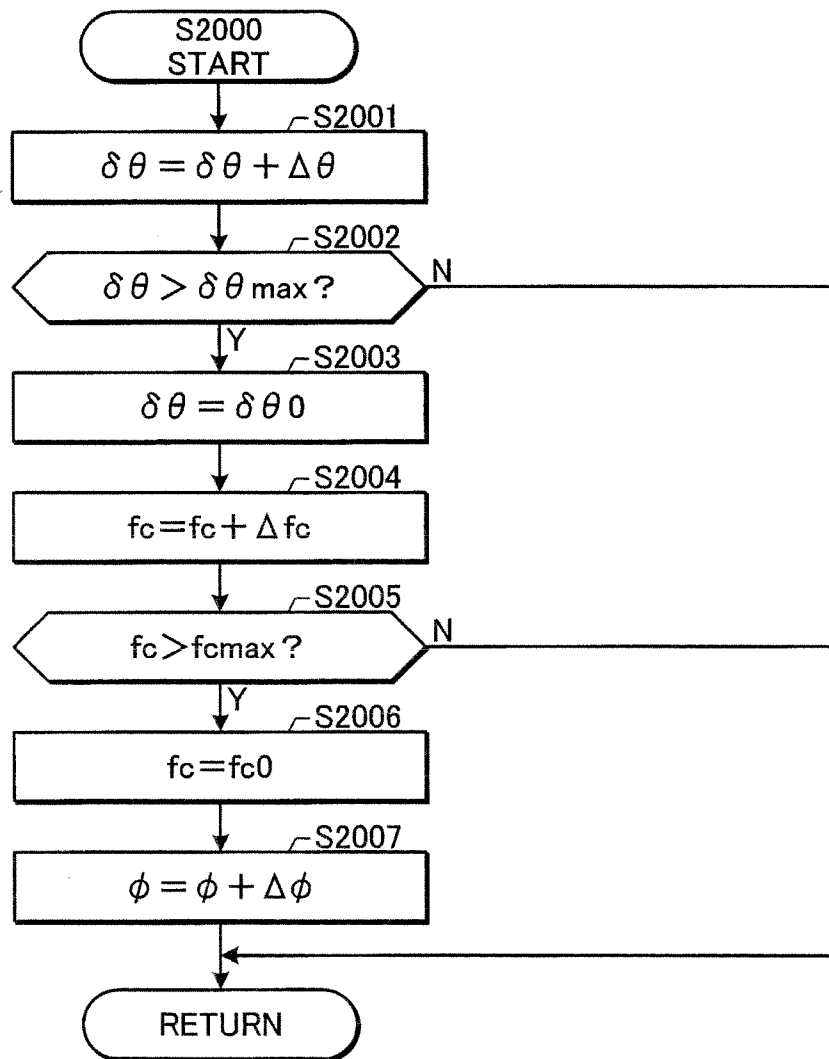 S2000
START
S2001
δθ=δθ+Δθ
S2002
δθ>δθmax?
N
Y
S2003
δθ=δθ0
S2004
fc=fc+Δfc
S2005
fc>fcmax?
N
Y
S2006
fc=fc0
S2007
φ=φ+Δφ
RETURN